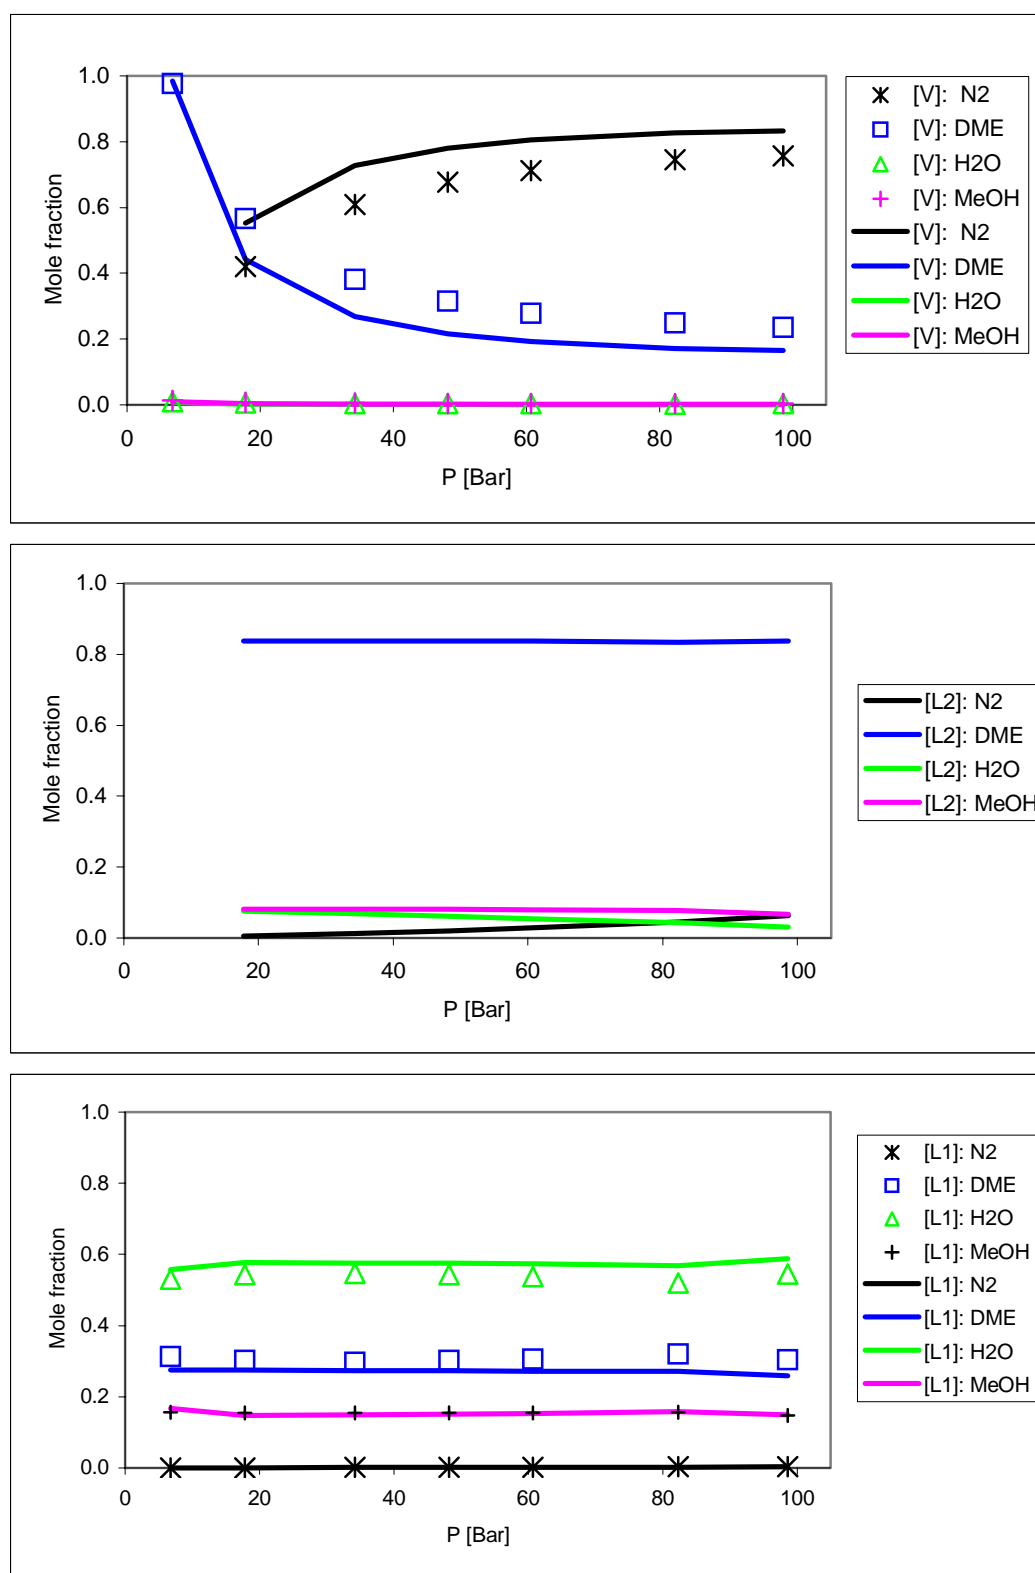 1.0
0.8
0.6
0.4
0.2
0.0
Mole fraction
0 20 40 60 80 100
P [Bar]
[V]: N2
[V]: DME
[V]: H2O
[V]: MeOH
[V]: N2
[V]: DME
[V]: H2O
[V]: MeOH
1.0
0.8
0.6
0.4
0.2
0.0
Mole fraction
0 20 40 60 80 100
P [Bar]
[L2]: N2
[L2]: DME
[L2]: H2O
[L2]: MeOH
1.0
0.8
0.6
0.4
0.2
0.0
Mole fraction
0 20 40 60 80 100
P [Bar]
[L1]: N2
[L1]: DME
[L1]: H2O
[L1]: MeOH
[L1]: N2
[L1]: DME
[L1]: H2O
[L1]: MeOH